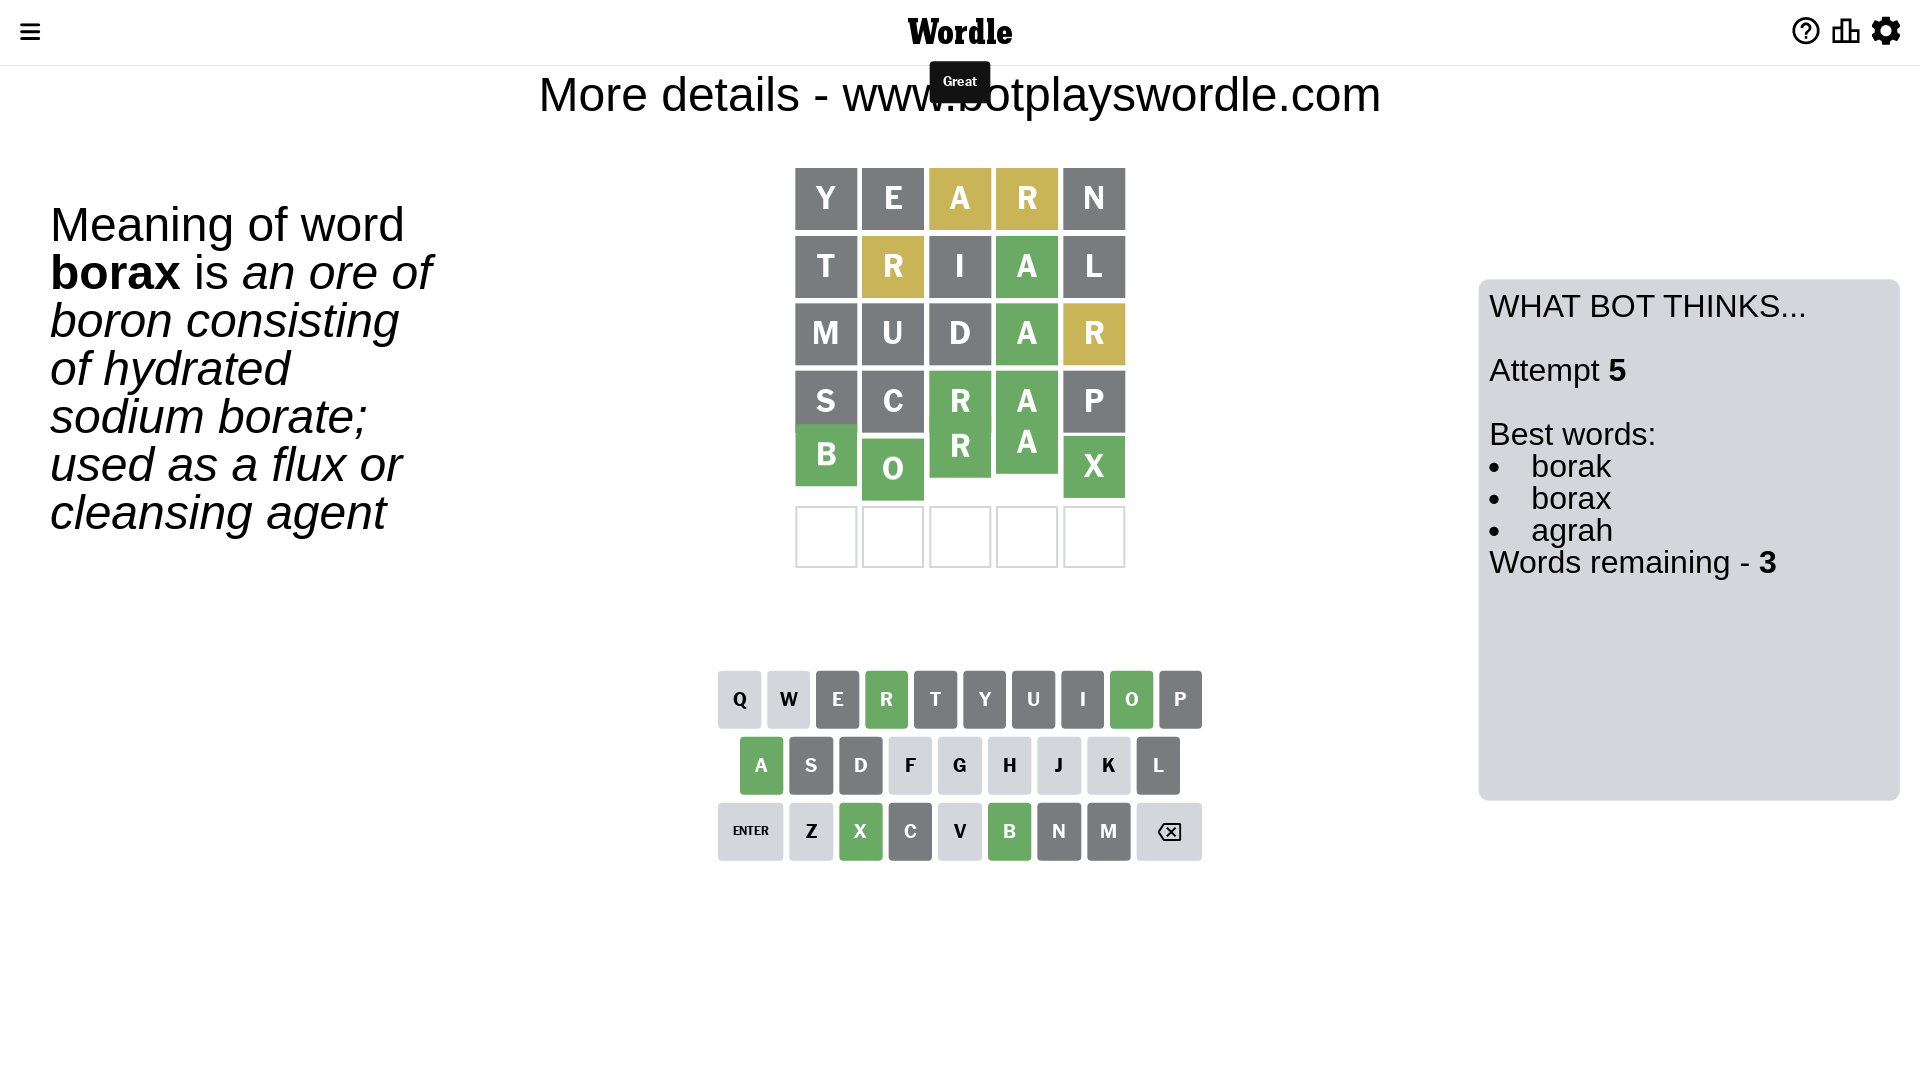 Wordle
Great
More details - www.botplayswordle.com
Meaning of word
borax is an ore of
boron consisting
of hydrated
sodium borate;
used as a flux or
cleansing agent
Y E A R N
T R I A L
M U D A R
S C R A P
B O R A X
WHAT BOT THINKS...
Attempt 5
Best words:
• borak
• borax
• agrah
Words remaining - 3
Q W E R T Y U I O P
A S D F G H J K L
ENTER Z X C V B N M